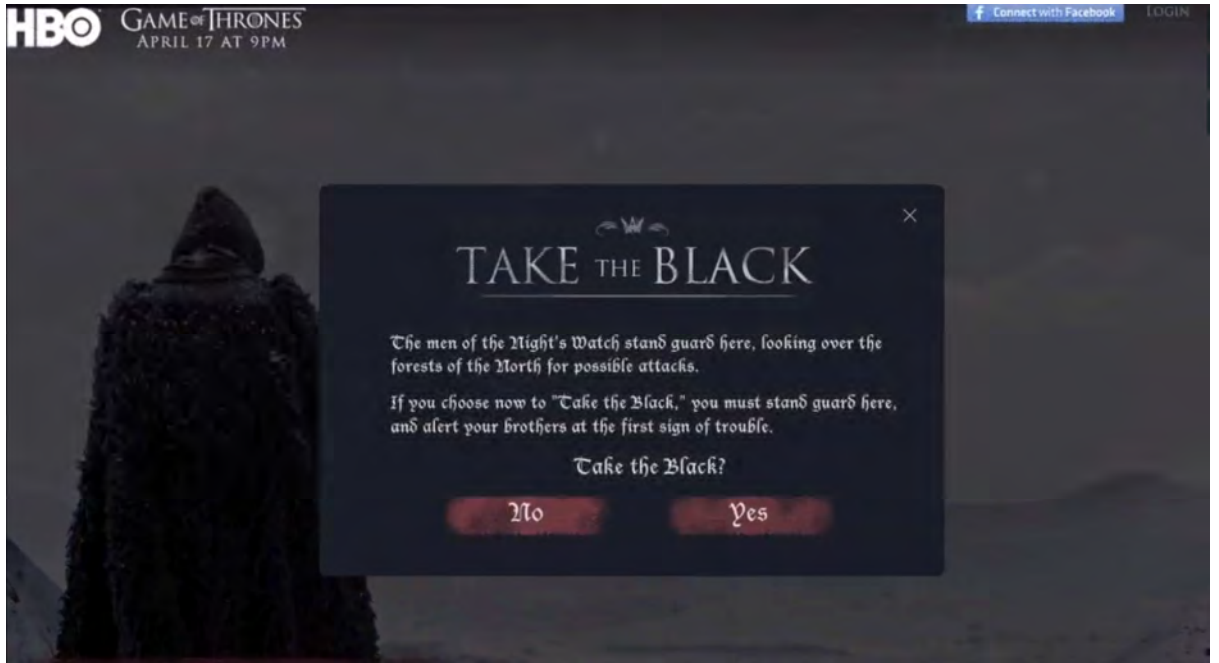 HBO GAME OF THRONES
APRIL 17 AT 9PM
Connect with Facebook LOGIN
TAKE THE BLACK
The men of the Night's Watch stand guard here, looking over the
forests of the North for possible attacks.
If you choose now to "Take the Black," you must stand guard here,
and alert your brothers at the first sign of trouble.
Take the Black?
No Yes